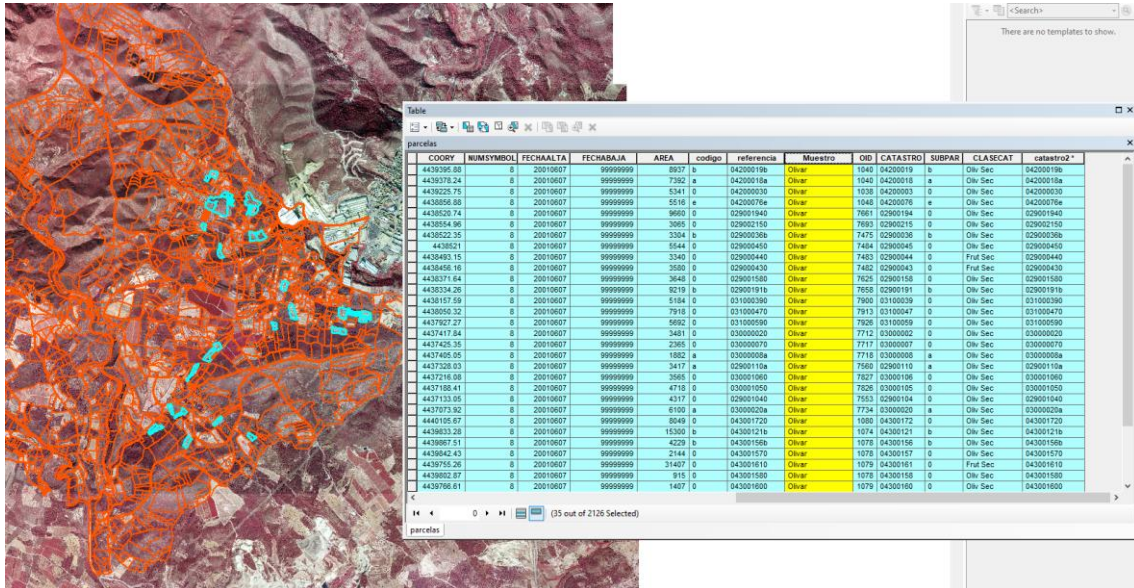 <Search>
There are no templates to show.
Table
parcelas
COORY NUMSYMBOL FECHAALTA FECHABAJA AREA codigo referencia Muestro OID CATASTRO SUBPAR CLASECAT catastro2 *
4439395.88 8 20010607 99999999 8937 b 04200019b Olivar 1040 04200019 b Oliv Sec 04200019b
4439378.24 8 20010607 99999999 7392 a 04200018a Olivar 1040 04200018 a Oliv Sec 04200018a
4439225.75 8 20010607 99999999 5341 0 042000030 Olivar 1038 04200003 0 Oliv Sec 042000030
4438856.88 8 20010607 99999999 5516 e 04200076e Olivar 1048 04200076 e Oliv Sec 04200076e
4438520.74 8 20010607 99999999 9660 0 029001940 Olivar 7661 02900194 0 Oliv Sec 029001940
4438554.96 8 20010607 99999999 3065 0 029002150 Olivar 7693 02900215 0 Oliv Sec 029002150
4438522.35 8 20010607 99999999 3304 b 02900036b Olivar 7475 02900036 b Oliv Sec 02900036b
4438521 8 20010607 99999999 5544 0 029000450 Olivar 7484 02900045 0 Oliv Sec 029000450
4438493.15 8 20010607 99999999 3340 0 029000440 Olivar 7483 02900044 0 Frut Sec 029000440
4438456.16 8 20010607 99999999 3580 0 029000430 Olivar 7482 02900043 0 Frut Sec 029000430
4438371.64 8 20010607 99999999 3648 0 029001580 Olivar 7625 02900158 0 Oliv Sec 029001580
4438334.26 8 20010607 99999999 9219 b 02900191b Olivar 7658 02900191 b Oliv Sec 02900191b
4438157.59 8 20010607 99999999 5184 0 031000390 Olivar 7900 03100039 0 Oliv Sec 031000390
4438050.32 8 20010607 99999999 7918 0 031000470 Olivar 7913 03100047 0 Oliv Sec 031000470
4437927.27 8 20010607 99999999 5692 0 031000590 Olivar 7926 03100059 0 Oliv Sec 031000590
4437417.84 8 20010607 99999999 3481 0 030000020 Olivar 7712 03000002 0 Oliv Sec 030000020
4437425.35 8 20010607 99999999 2365 0 030000070 Olivar 7717 03000007 0 Oliv Sec 030000070
4437405.05 8 20010607 99999999 1882 a 03000008a Olivar 7718 03000008 a Oliv Sec 03000008a
4437328.03 8 20010607 99999999 3417 a 02900110a Olivar 7560 02900110 a Oliv Sec 02900110a
4437216.08 8 20010607 99999999 3565 0 030001060 Olivar 7827 03000106 0 Oliv Sec 030001060
4437188.41 8 20010607 99999999 4718 0 030001050 Olivar 7826 03000105 0 Oliv Sec 030001050
4437133.05 8 20010607 99999999 4317 0 029001040 Olivar 7553 02900104 0 Oliv Sec 029001040
4437073.92 8 20010607 99999999 6100 a 03000020a Olivar 7734 03000020 a Oliv Sec 03000020a
4440105.67 8 20010607 99999999 8049 0 043001720 Olivar 1080 04300172 0 Oliv Sec 043001720
4439833.28 8 20010607 99999999 15300 b 04300121b Olivar 1074 04300121 b Oliv Sec 04300121b
4439867.51 8 20010607 99999999 4229 b 04300156b Olivar 1078 04300156 b Oliv Sec 04300156b
4439842.43 8 20010607 99999999 2144 0 043001570 Olivar 1078 04300157 0 Oliv Sec 043001570
4439755.26 8 20010607 99999999 31407 0 043001610 Olivar 1079 04300161 0 Frut Sec 043001610
4439802.87 8 20010607 99999999 915 0 043001580 Olivar 1078 04300158 0 Oliv Sec 043001580
4439766.61 8 20010607 99999999 1407 0 043001600 Olivar 1079 04300160 0 Oliv Sec 043001600
0 (35 out of 2126 Selected)
parcelas